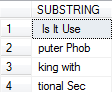 SUBSTRING
1 Is It Use
2 puter Phob
3 king with
4 tional Sec